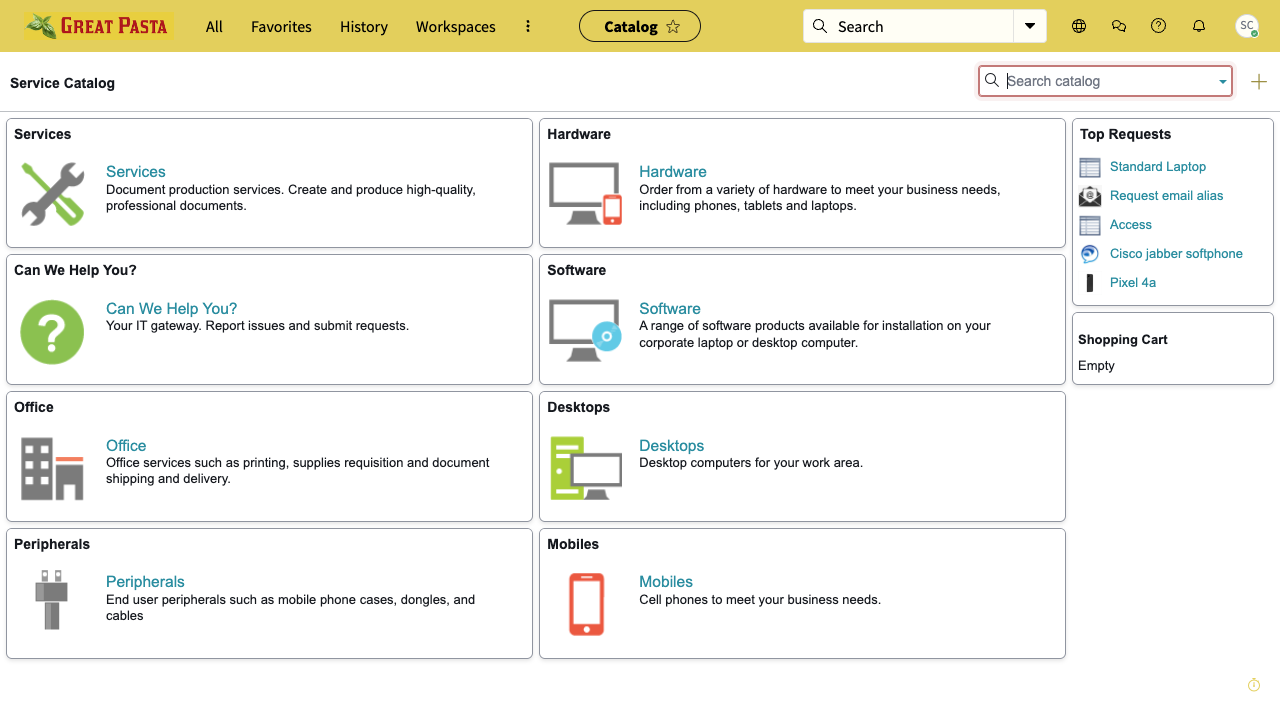 GREAT PASTA
All
Favorites
History
Workspaces
Catalog
Search
SC
Service Catalog
Search catalog
Services
Services
Document production services. Create and produce high-quality,
professional documents.
Hardware
Hardware
Order from a variety of hardware to meet your business needs,
including phones, tablets and laptops.
Can We Help You?
Can We Help You?
Your IT gateway. Report issues and submit requests.
Software
Software
A range of software products available for installation on your
corporate laptop or desktop computer.
Office
Office
Office services such as printing, supplies requisition and document
shipping and delivery.
Desktops
Desktops
Desktop computers for your work area.
Peripherals
Peripherals
End user peripherals such as mobile phone cases, dongles, and
cables
Mobiles
Mobiles
Cell phones to meet your business needs.
Top Requests
Standard Laptop
Request email alias
Access
Cisco jabber softphone
Pixel 4a
Shopping Cart
Empty